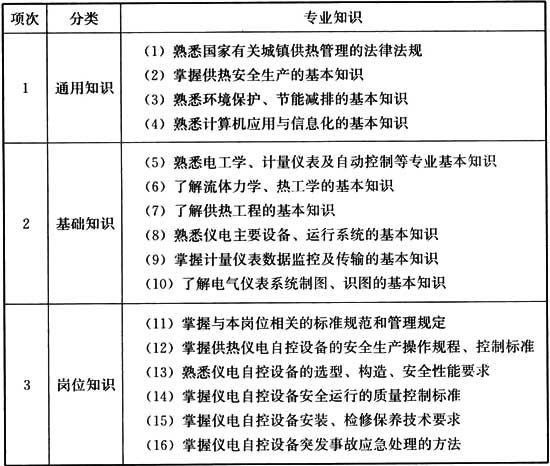 项次 分类 专业知识
1 通用知识
(1) 熟悉国家有关城镇供热管理的法律法规
(2) 掌握供热安全生产的基本知识
(3) 熟悉环境保护、节能减排的基本知识
(4) 熟悉计算机应用与信息化的基本知识
2 基础知识
(5) 熟悉电工学、计量仪表及自动控制等专业基本知识
(6) 了解流体力学、热工学的基本知识
(7) 了解供热工程的基本知识
(8) 熟悉仪电主要设备、运行系统的基本知识
(9) 掌握计量仪表数据监控及传输的基本知识
(10) 了解电气仪表系统制图、识图的基本知识
3 岗位知识
(11) 掌握与本岗位相关的标准规范和管理规定
(12) 掌握供热仪电自控设备的安全生产操作规程、控制标准
(13) 熟悉仪电自控设备的选型、构造、安全性能要求
(14) 掌握仪电自控设备安全运行的质量控制标准
(15) 掌握仪电自控设备安装、检修保养技术要求
(16) 掌握仪电自控设备突发事故应急处理的方法